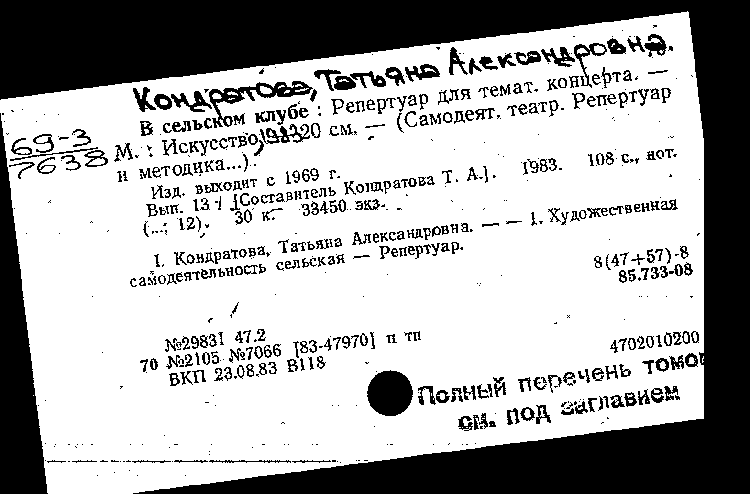 Кондратова, Татьяна Александровна.
69-3
7638
В сельском клубе : Репертуар для темат. концерта. —
М. : Искусство, 1983. 20 см. — (Самодеят. театр. Репертуар
и методика...).
Изд. выходит с 1969 г.
Вып. 13 / [Составитель Кондратова Т. А.]. 1983. 108 с., нот.
(...; 12). 30 к. 33450 экз.
I. Кондратова, Татьяна Александровна. — — 1. Художественная
самодеятельность сельская — Репертуар.
8(47+57)-8
85.733-08
№29831 47.2
70 №2105 №7066 [83-47970] п тп
ВКП 23.08.83 В118
4702010200
Полный перечень томов
см. под заглавием